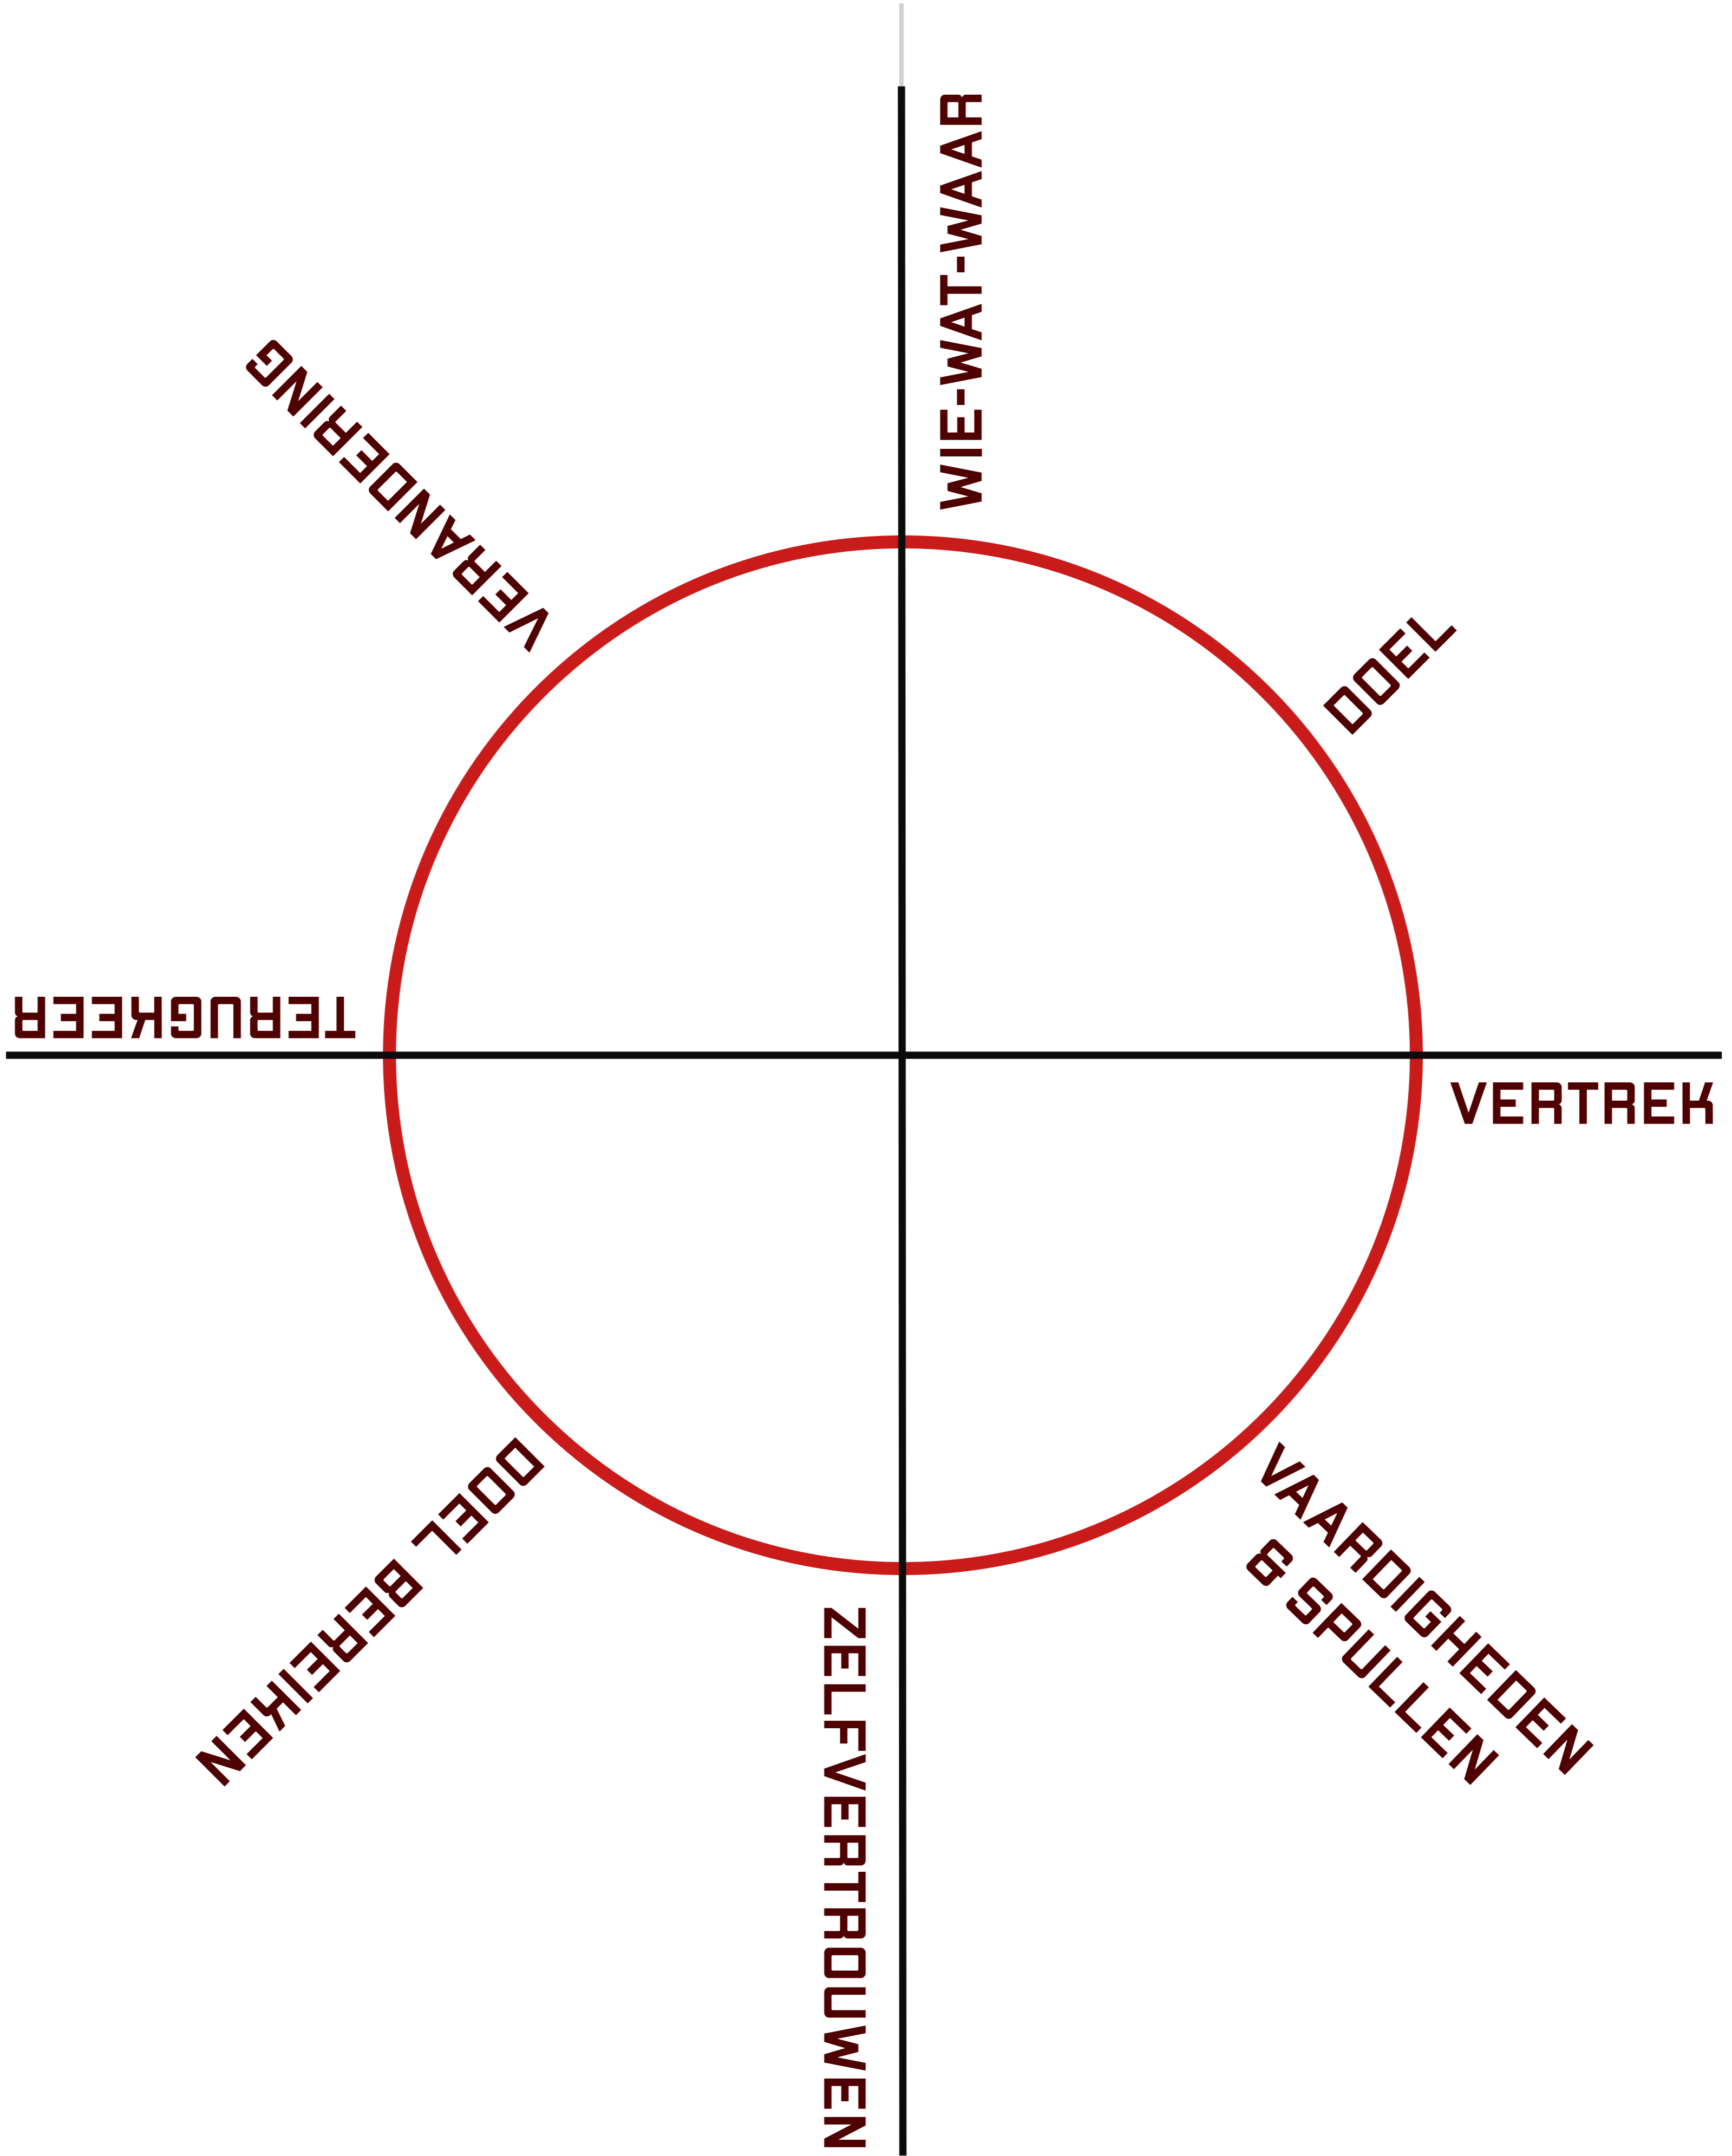 WIE-WAT-WAAR
DOEL
VERTREK
VAARDIGHEDEN
& SPULLEN
ZELFVERTROUWEN
DOEL BEREIKEN
TERUGKEER
VERANDERING